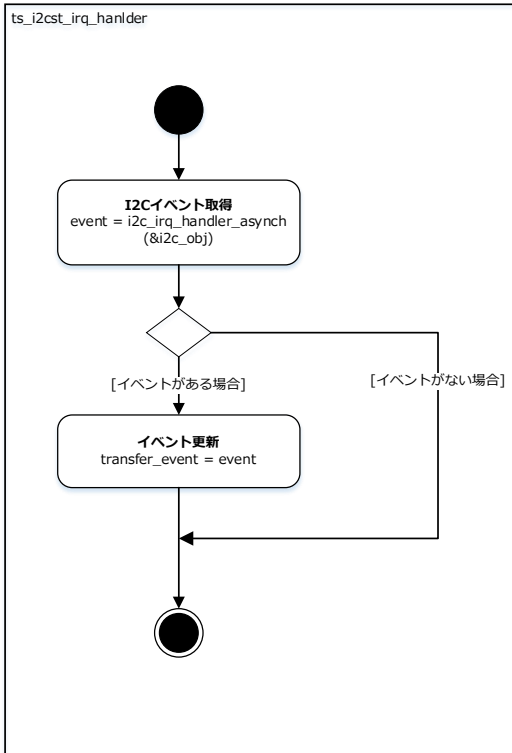 ts_i2cst_irq_hanlder
I2Cイベント取得
event = i2c_irq_handler_asynch
(&i2c_obj)
[イベントがある場合]
[イベントがない場合]
イベント更新
transfer_event = event